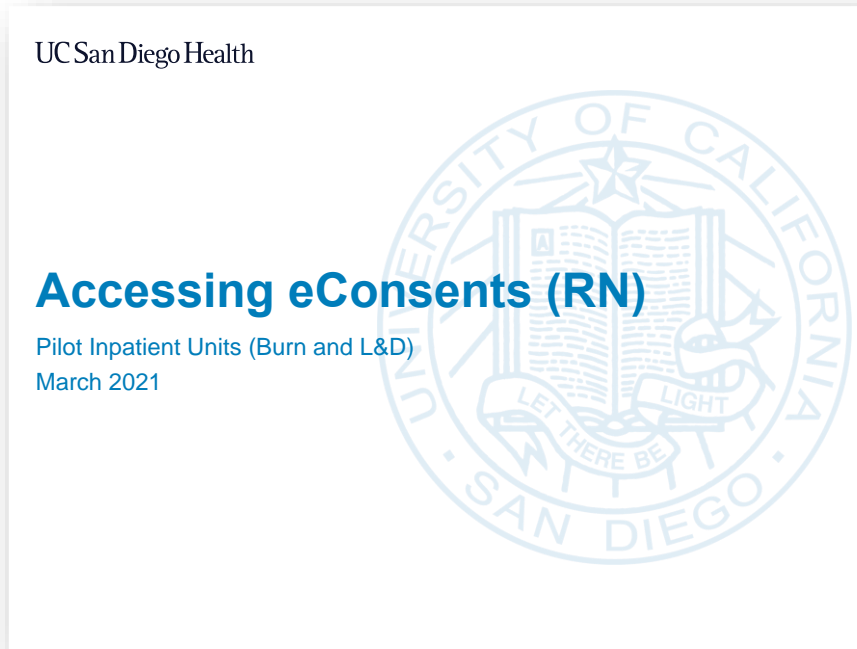 UC San Diego Health
UNIVERSITY OF CALIFORNIA
A
LET THERE BE LIGHT
Accessing eConsents (RN)
Pilot Inpatient Units (Burn and L&D)
March 2021
SAN DIEGO